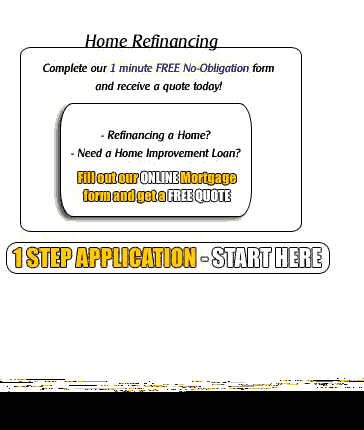 Home Refinancing
Complete our 1 minute FREE No-Obligation form
and receive a quote today!
- Refinancing a Home?
- Need a Home Improvement Loan?
Fill out our ONLINE Mortgage
form and get a FREE QUOTE
1 STEP APPLICATION - START HERE